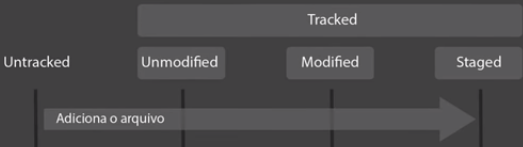 Tracked
Untracked Unmodified Modified Staged
Adiciona o arquivo